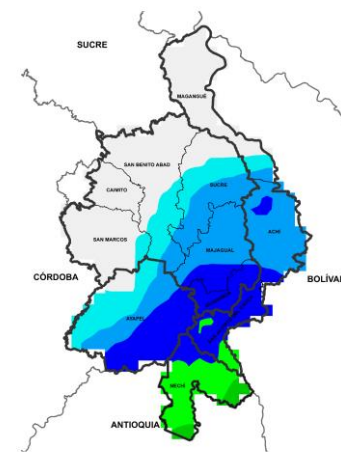 SUCRE
MAGANGUÉ
SAN BENITO ABAD
CAIMITO
SUCRE
SAN MARCOS
ACHÍ
MAJAGUAL
CÓRDOBA
BOLÍVAR
AYAPEL
NECHÍ
ANTIOQUIA